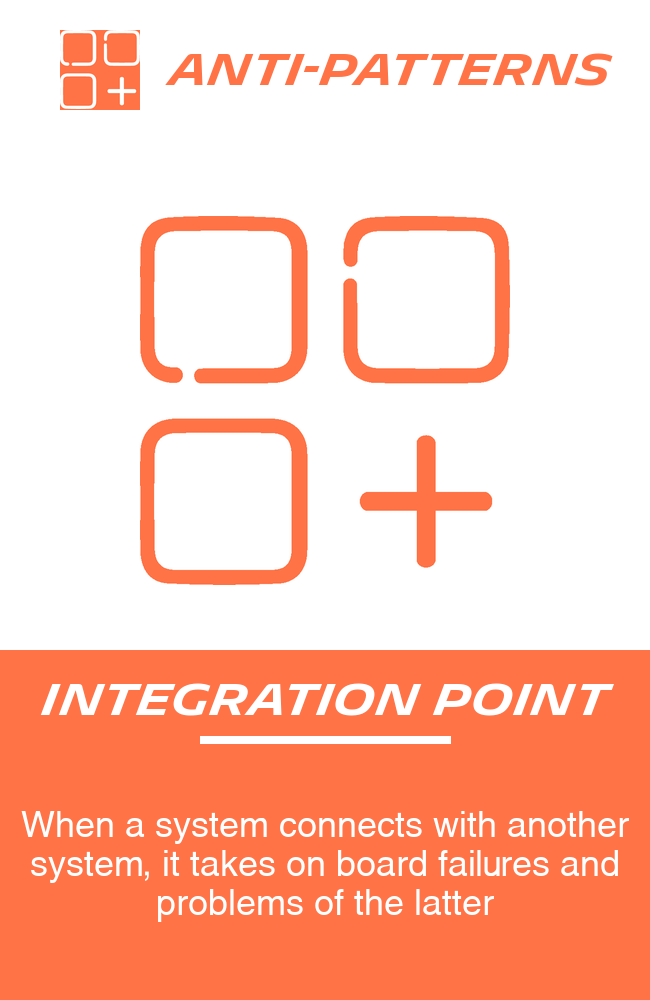 ANTI-PATTERNS
INTEGRATION POINT
When a system connects with another
system, it takes on board failures and
problems of the latter